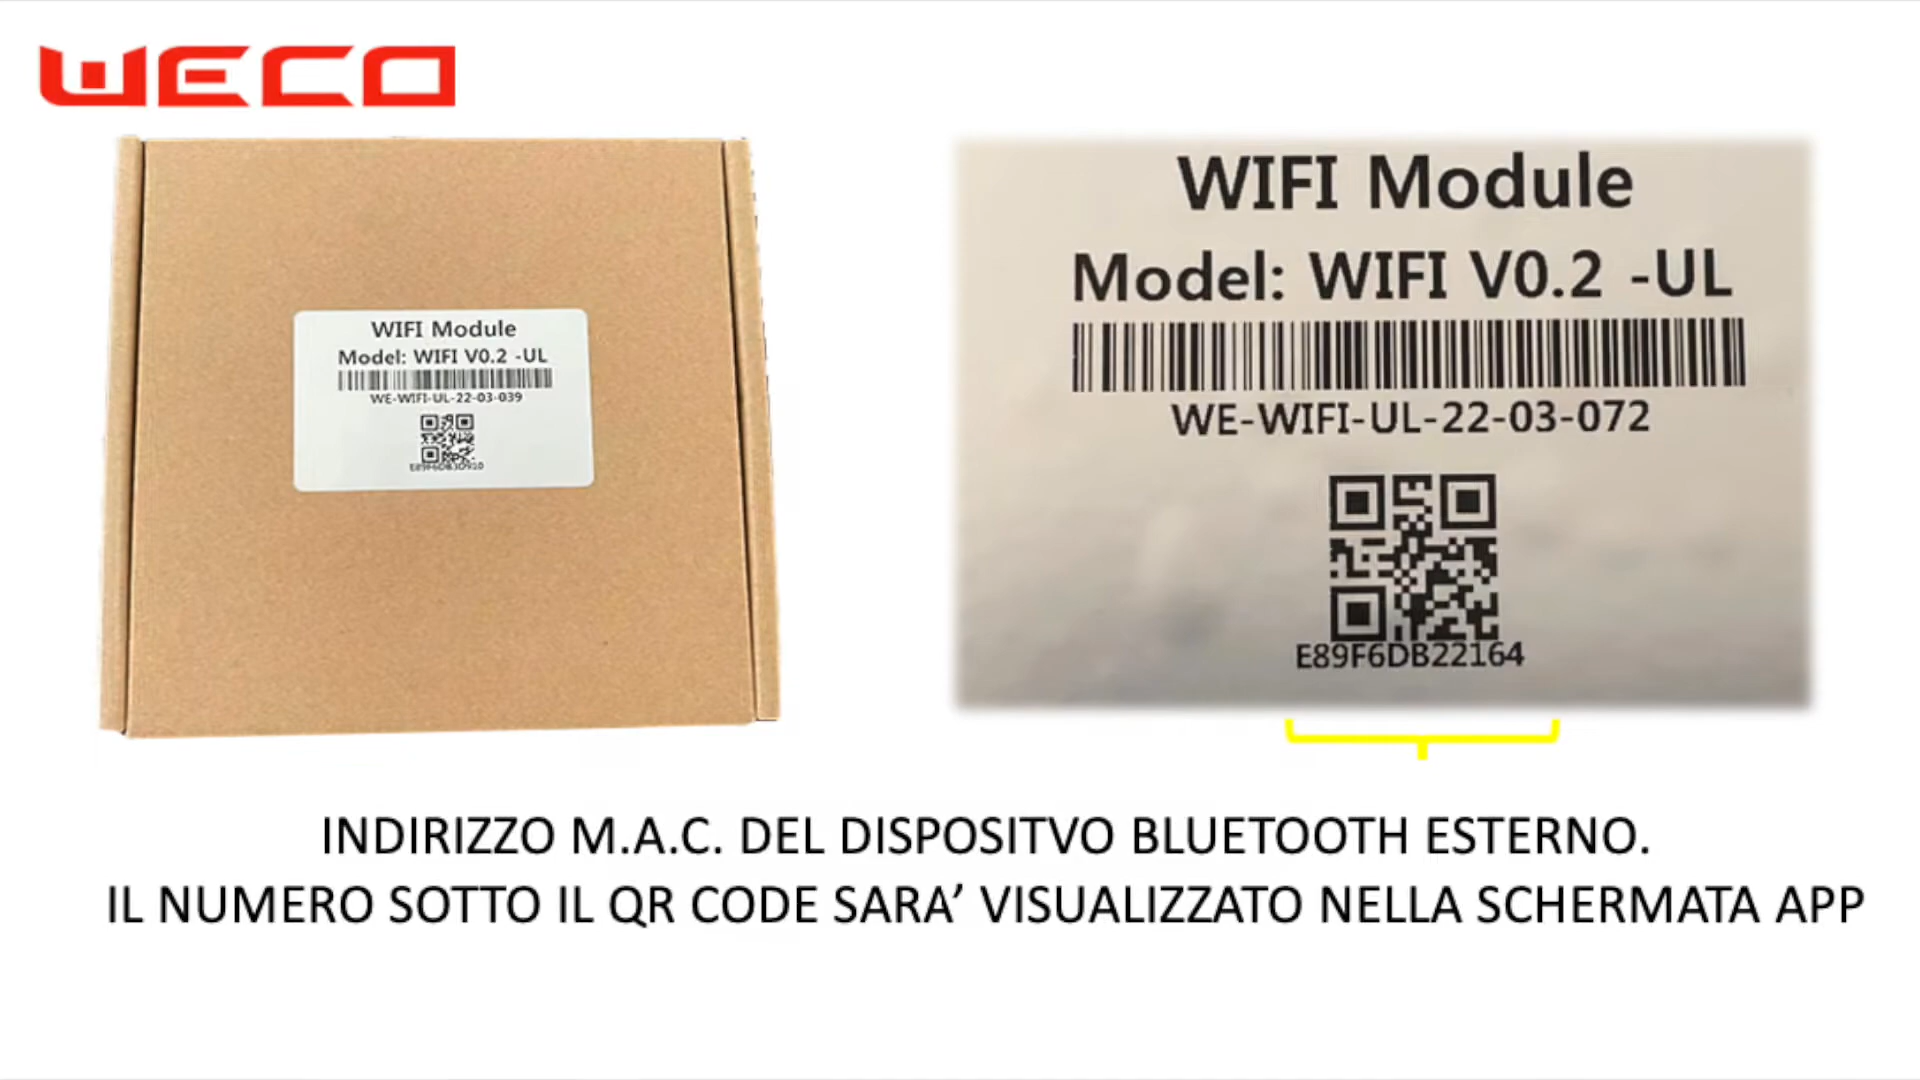 WECO
WIFI Module
Model: WIFI V0.2 -UL
WE-WIFI-UL-22-03-039
WIFI Module
Model: WIFI V0.2 -UL
WE-WIFI-UL-22-03-072
E89F6DB22164
INDIRIZZO M.A.C. DEL DISPOSITVO BLUETOOTH ESTERNO.
IL NUMERO SOTTO IL QR CODE SARA’ VISUALIZZATO NELLA SCHERMATA APP